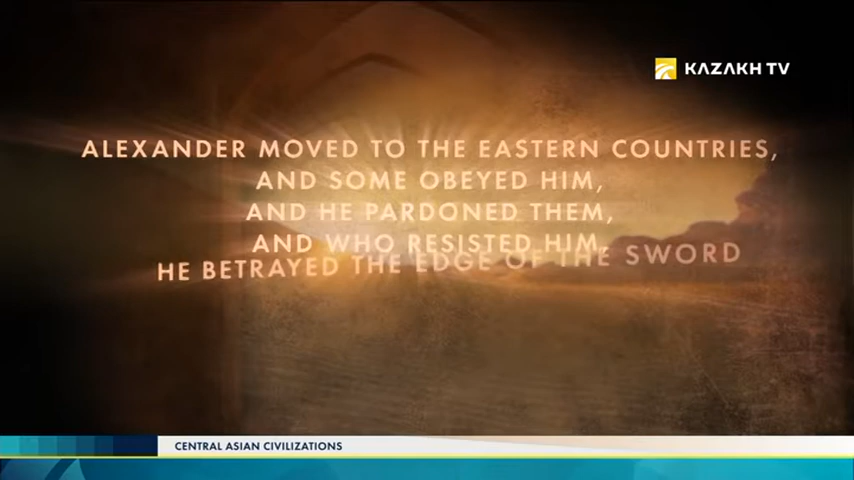 KAZAKH TV
ALEXANDER MOVED TO THE EASTERN COUNTRIES,
AND SOME OBEYED HIM,
AND HE PARDONED THEM,
AND WHO RESISTED HIM,
HE BETRAYED THE EDGE OF THE SWORD
CENTRAL ASIAN CIVILIZATIONS